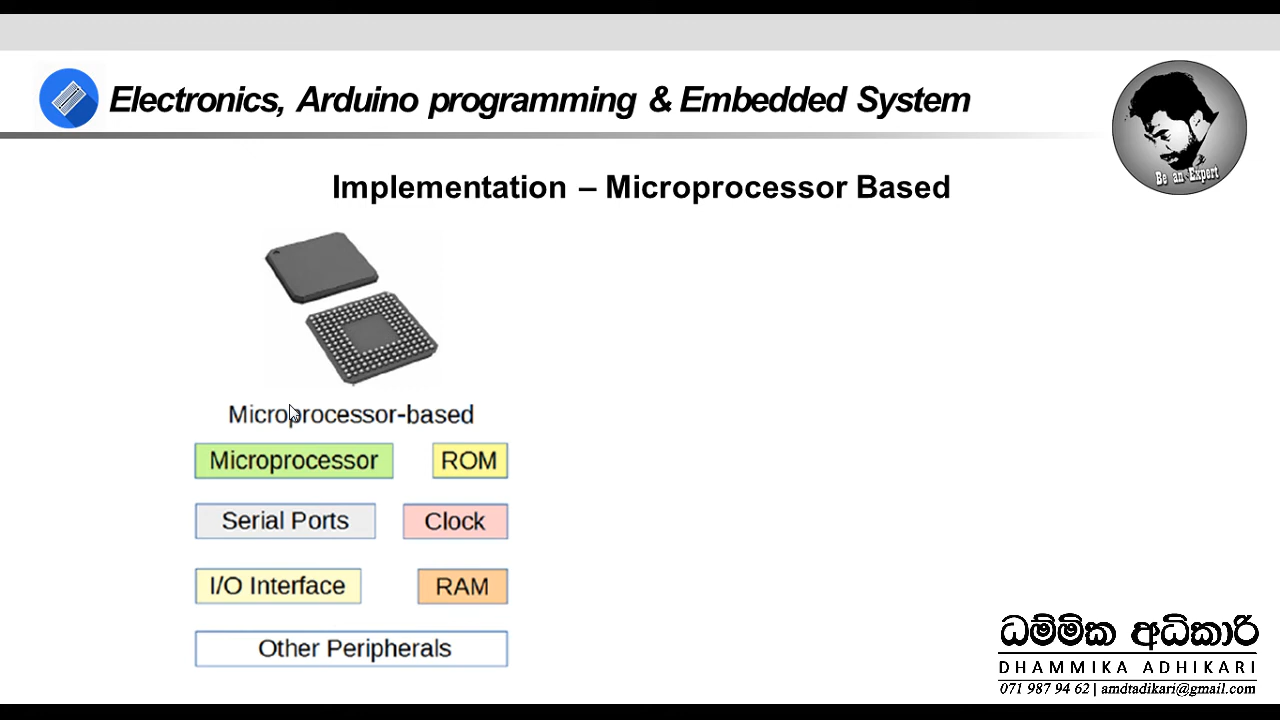 Electronics, Arduino programming & Embedded System
Be an Expert
Implementation – Microprocessor Based
Microprocessor-based
Microprocessor ROM
Serial Ports Clock
I/O Interface RAM
Other Peripherals
ධම්මික අධිකාරි
DHAMMIKA ADHIKARI
071 987 94 62 | amdtadikari@gmail.com